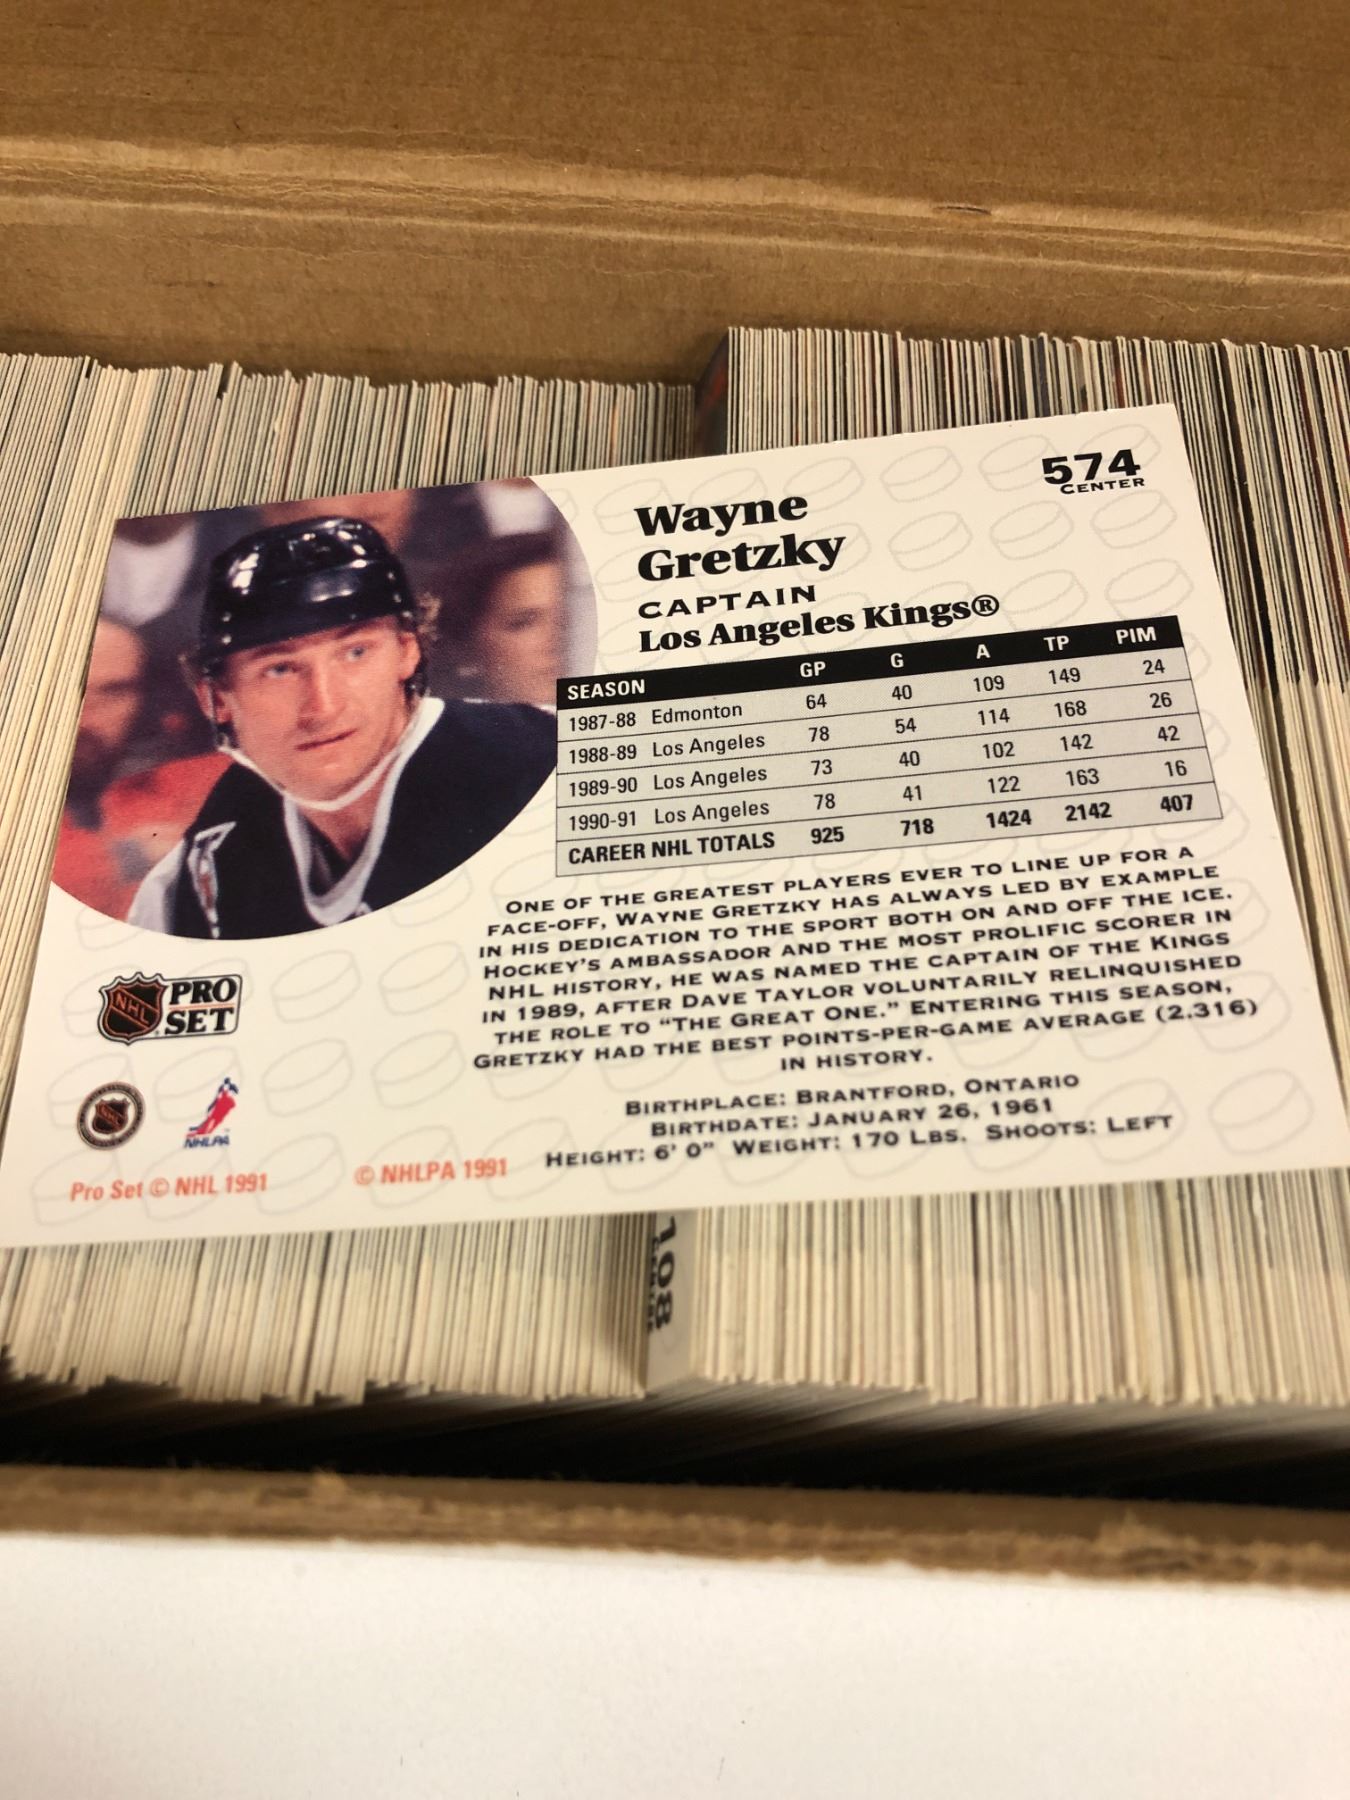 574
CENTER
Wayne
Gretzky
CAPTAIN
Los Angeles Kings®
SEASON GP G A TP PIM
1987-88 Edmonton 64 40 109 149 24
1988-89 Los Angeles 78 54 114 168 26
1989-90 Los Angeles 73 40 102 142 42
1990-91 Los Angeles 78 41 122 163 16
CAREER NHL TOTALS 925 718 1424 2142 407
ONE OF THE GREATEST PLAYERS EVER TO LINE UP FOR A
FACE-OFF, WAYNE GRETZKY HAS ALWAYS LED BY EXAMPLE
IN HIS DEDICATION TO THE SPORT BOTH ON AND OFF THE ICE.
HOCKEY'S AMBASSADOR AND THE MOST PROLIFIC SCORER IN
NHL HISTORY, HE WAS NAMED THE CAPTAIN OF THE KINGS
IN 1989, AFTER DAVE TAYLOR VOLUNTARILY RELINQUISHED
THE ROLE TO "THE GREAT ONE." ENTERING THIS SEASON,
GRETZKY HAD THE BEST POINTS-PER-GAME AVERAGE (2.316)
IN HISTORY.
BIRTHPLACE: BRANTFORD, ONTARIO
BIRTHDATE: JANUARY 26, 1961
HEIGHT: 6' 0" WEIGHT: 170 LBS. SHOOTS: LEFT
NHL PRO
SET
NHL
NHLPA
Pro Set © NHL 1991
© NHLPA 1991
108